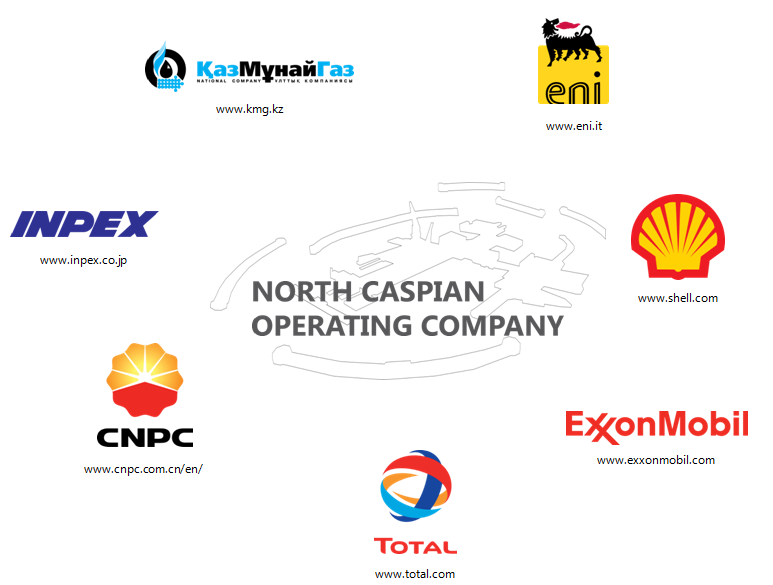 ҚазМұнайГаз
NATIONAL COMPANY ҰЛТТЫҚ КОМПАНИЯСЫ
www.kmg.kz
eni
www.eni.it
INPEX
www.inpex.co.jp
www.shell.com
NORTH CASPIAN
OPERATING COMPANY
CNPC
www.cnpc.com.cn/en/
ExxonMobil
www.exxonmobil.com
TOTAL
www.total.com